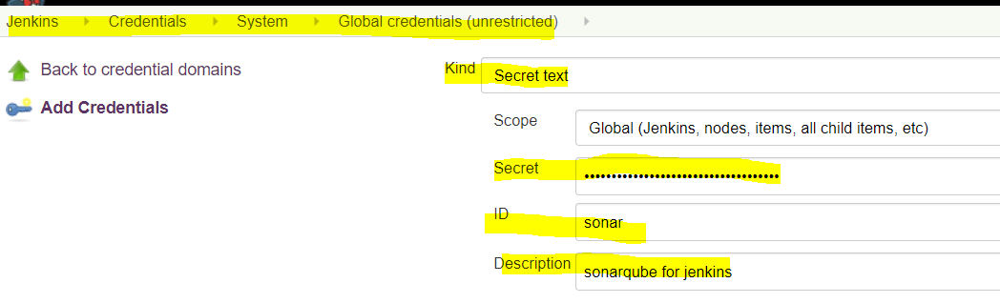 Jenkins Credentials System Global credentials (unrestricted)
Back to credential domains
Add Credentials
Kind Secret text
Scope Global (Jenkins, nodes, items, all child items, etc)
Secret ••••••••••••••••••••••••••••••••••••
ID sonar
Description sonarqube for jenkins